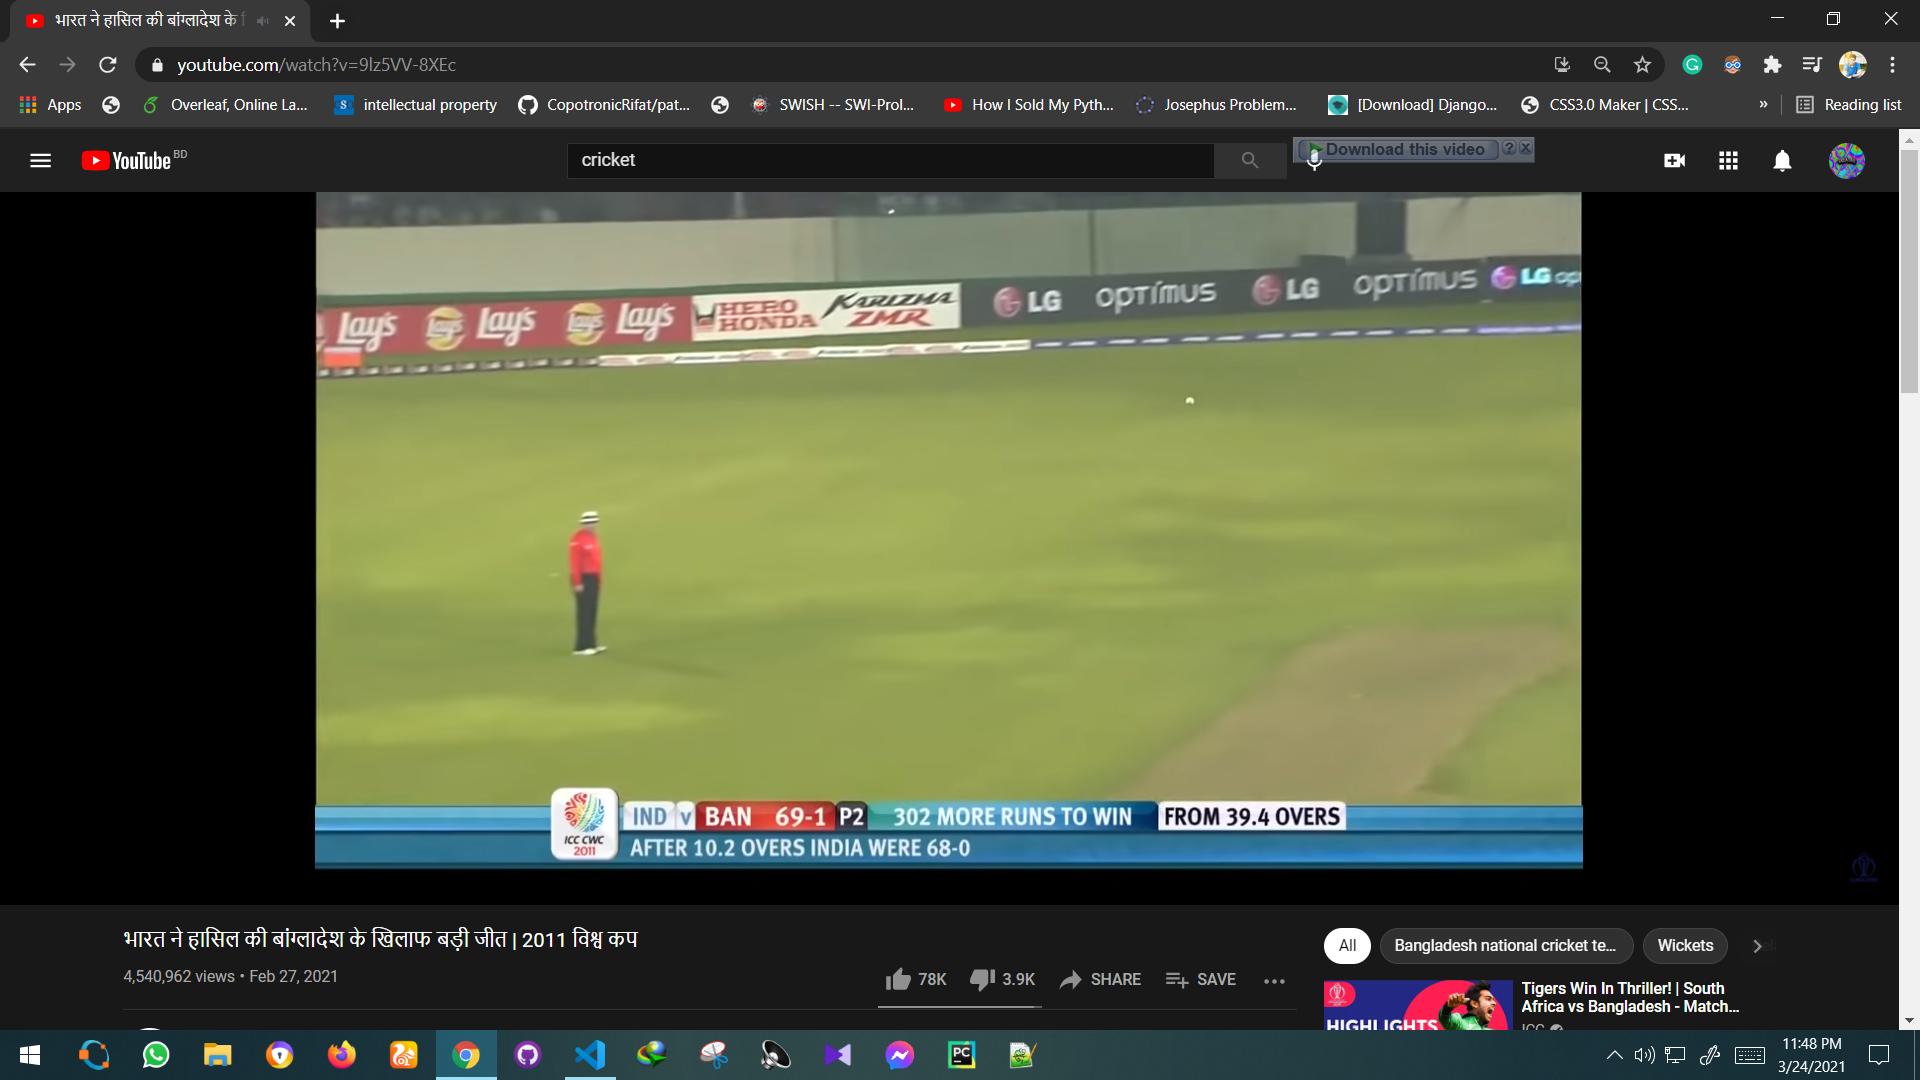 भारत ने हासिल की बांग्लादेश के
youtube.com/watch?v=9lz5VV-8XEc
Apps Overleaf, Online La... intellectual property CopotronicRifat/pat... SWISH -- SWI-Prol... How I Sold My Pyth... Josephus Problem... [Download] Django... CSS3.0 Maker | CSS... » Reading list
YouTube BD cricket Download this video ? x
Lay's Lay's Lay's HERO HONDA KARIZMA ZMR LG OPTIMUS LG OPTIMUS LG OP
IND v BAN 69-1 P2 302 MORE RUNS TO WIN FROM 39.4 OVERS
ICC CWC 2011
AFTER 10.2 OVERS INDIA WERE 68-0
भारत ने हासिल की बांग्लादेश के खिलाफ बड़ी जीत | 2011 विश्व कप
4,540,962 views • Feb 27, 2021
78K 3.9K SHARE SAVE
All Bangladesh national cricket te... Wickets
HIGHLIGHTS
Tigers Win In Thriller! | South
Africa vs Bangladesh - Match...
ICC
PC
11:48 PM
3/24/2021